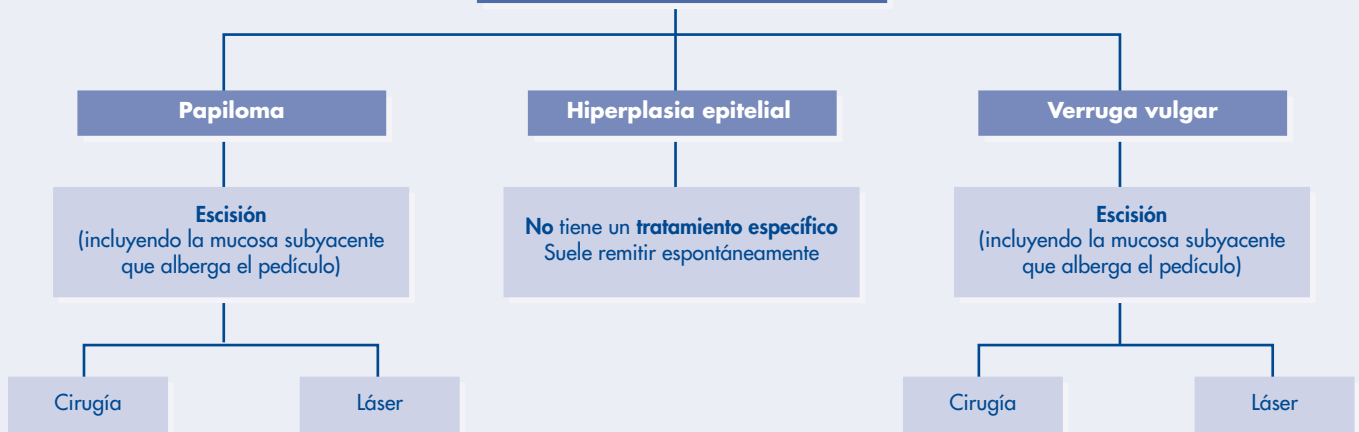 Papiloma
Hiperplasia epitelial
Verruga vulgar
Escisión
(incluyendo la mucosa subyacente
que alberga el pedículo)
No tiene un tratamiento específico
Suele remitir espontáneamente
Escisión
(incluyendo la mucosa subyacente
que alberga el pedículo)
Cirugía
Láser
Cirugía
Láser